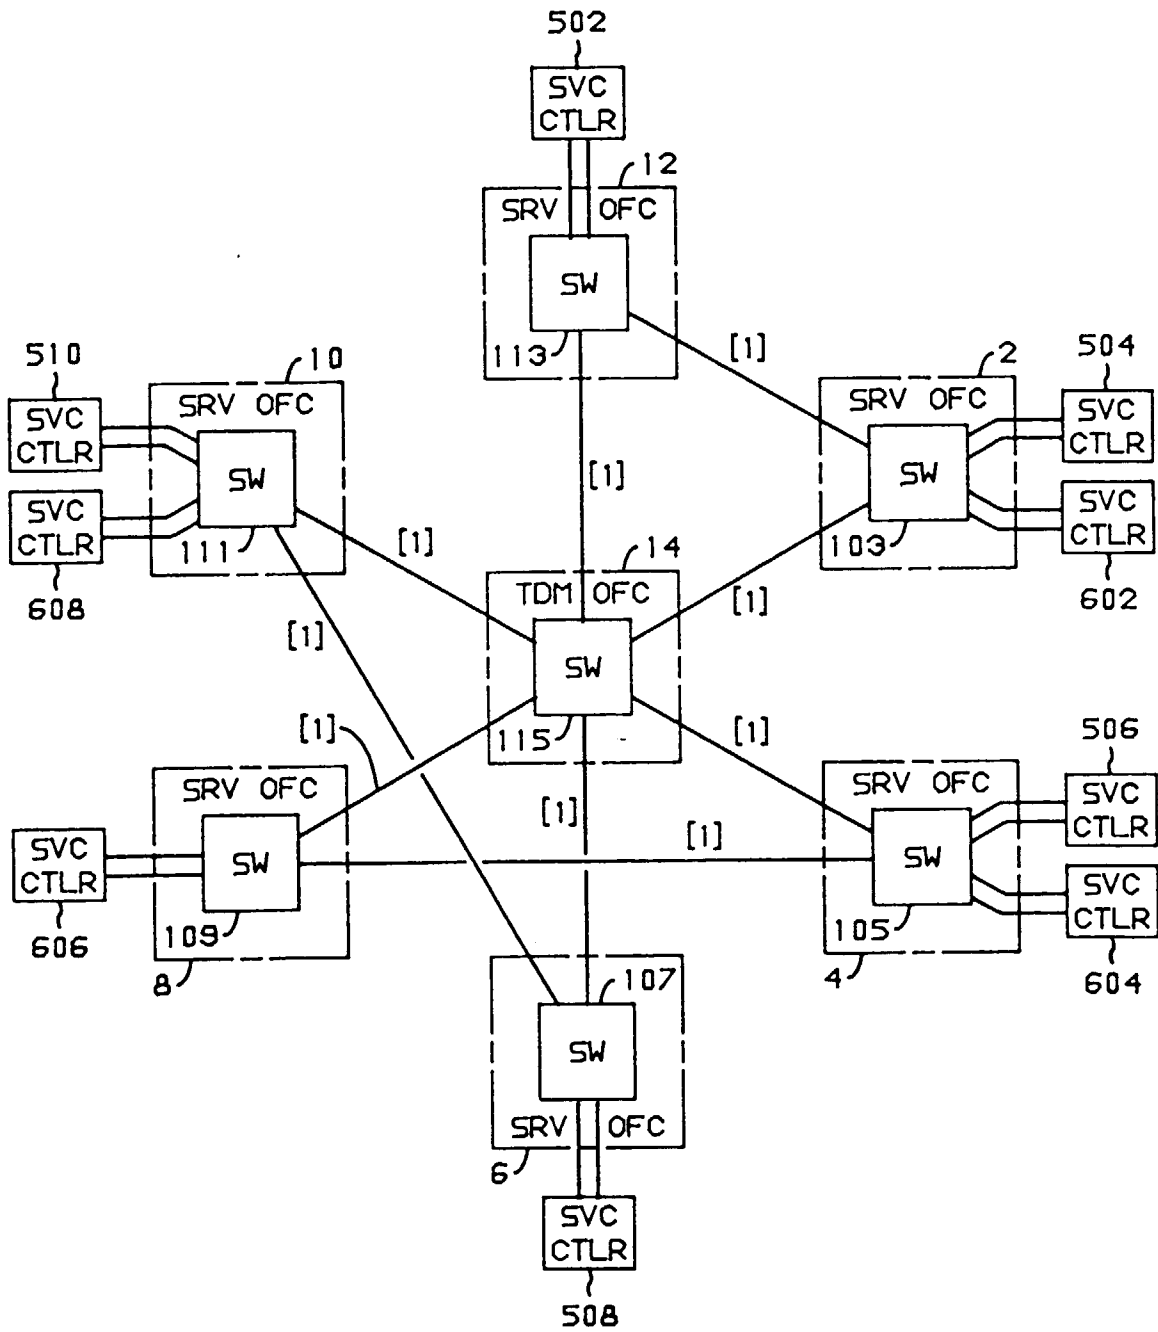 502
SVC
CTLR
12
SRV OFC
SW
113
[1]
510
SVC
CTLR
10
SRV OFC
SW
111
SVC
CTLR
608
2
SRV OFC
SW
103
504
SVC
CTLR
SVC
CTLR
602
[1]
[1]
[1]
14
TDM OFC
SW
115
[1]
[1]
[1]
[1]
[1]
8
SRV OFC
SW
109
SVC
CTLR
606
506
SVC
CTLR
SRV OFC
SW
105
4
SVC
CTLR
604
107
SW
SRV OFC
6
SVC
CTLR
508